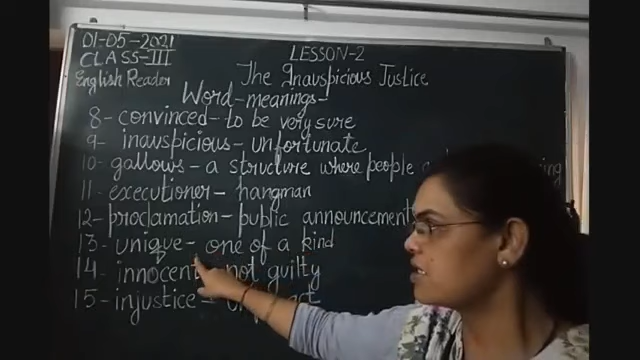 01-05-2021
CLASS-III
English Reader
LESSON-2
The Inauspicious Justice
Word-meanings-
8- convinced- to be very sure
9- inauspicious - unfortunate
10- gallows - a structure where people
11- executioner - hangman
12- proclamation - public announcement
13- unique - one of a kind
14- innocent - not guilty
15- injustice -